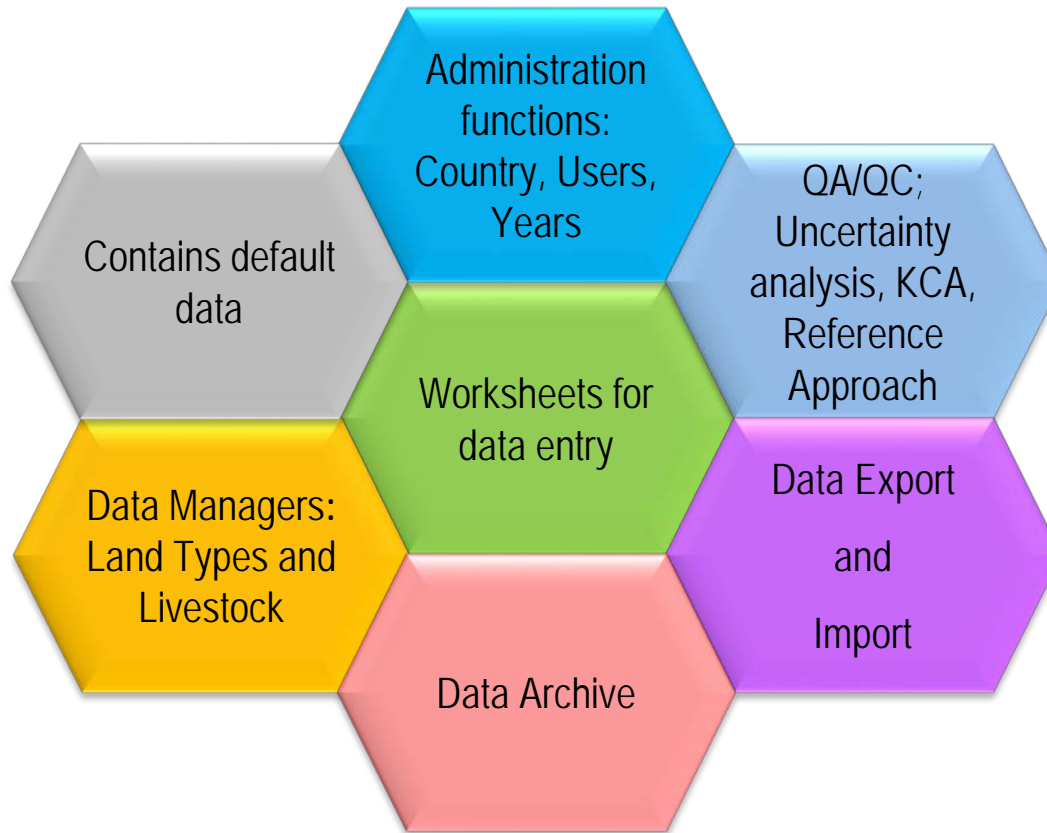 Administration
functions:
Country, Users,
Years
Contains default
data
QA/QC;
Uncertainty
analysis, KCA,
Reference
Approach
Worksheets for
data entry
Data Managers:
Land Types and
Livestock
Data Export
and
Import
Data Archive